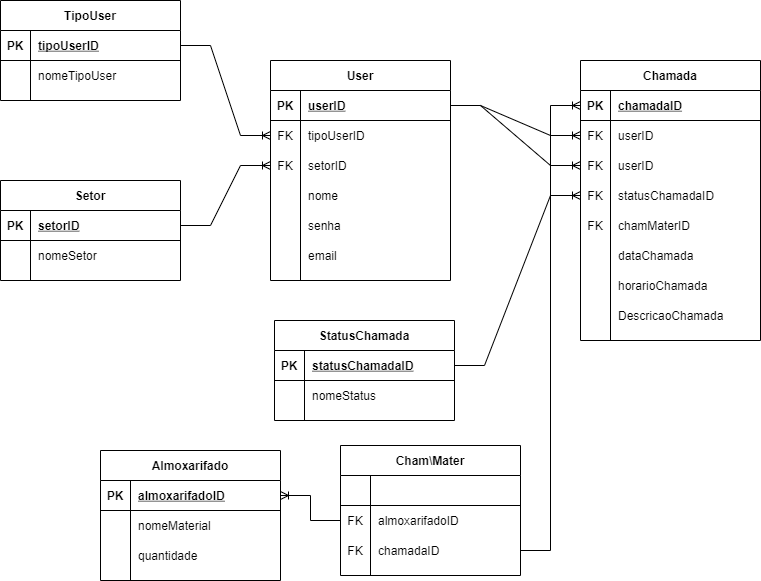 TipoUser
PK tipoUserID
nomeTipoUser
Setor
PK setorID
nomeSetor
User
PK userID
FK tipoUserID
FK setorID
nome
senha
email
Chamada
PK chamadaID
FK userID
FK userID
FK statusChamadaID
FK chamMaterID
dataChamada
horarioChamada
DescricaoChamada
StatusChamada
PK statusChamadaID
nomeStatus
Almoxarifado
PK almoxarifadoID
nomeMaterial
quantidade
Cham\Mater
FK almoxarifadoID
FK chamadaID